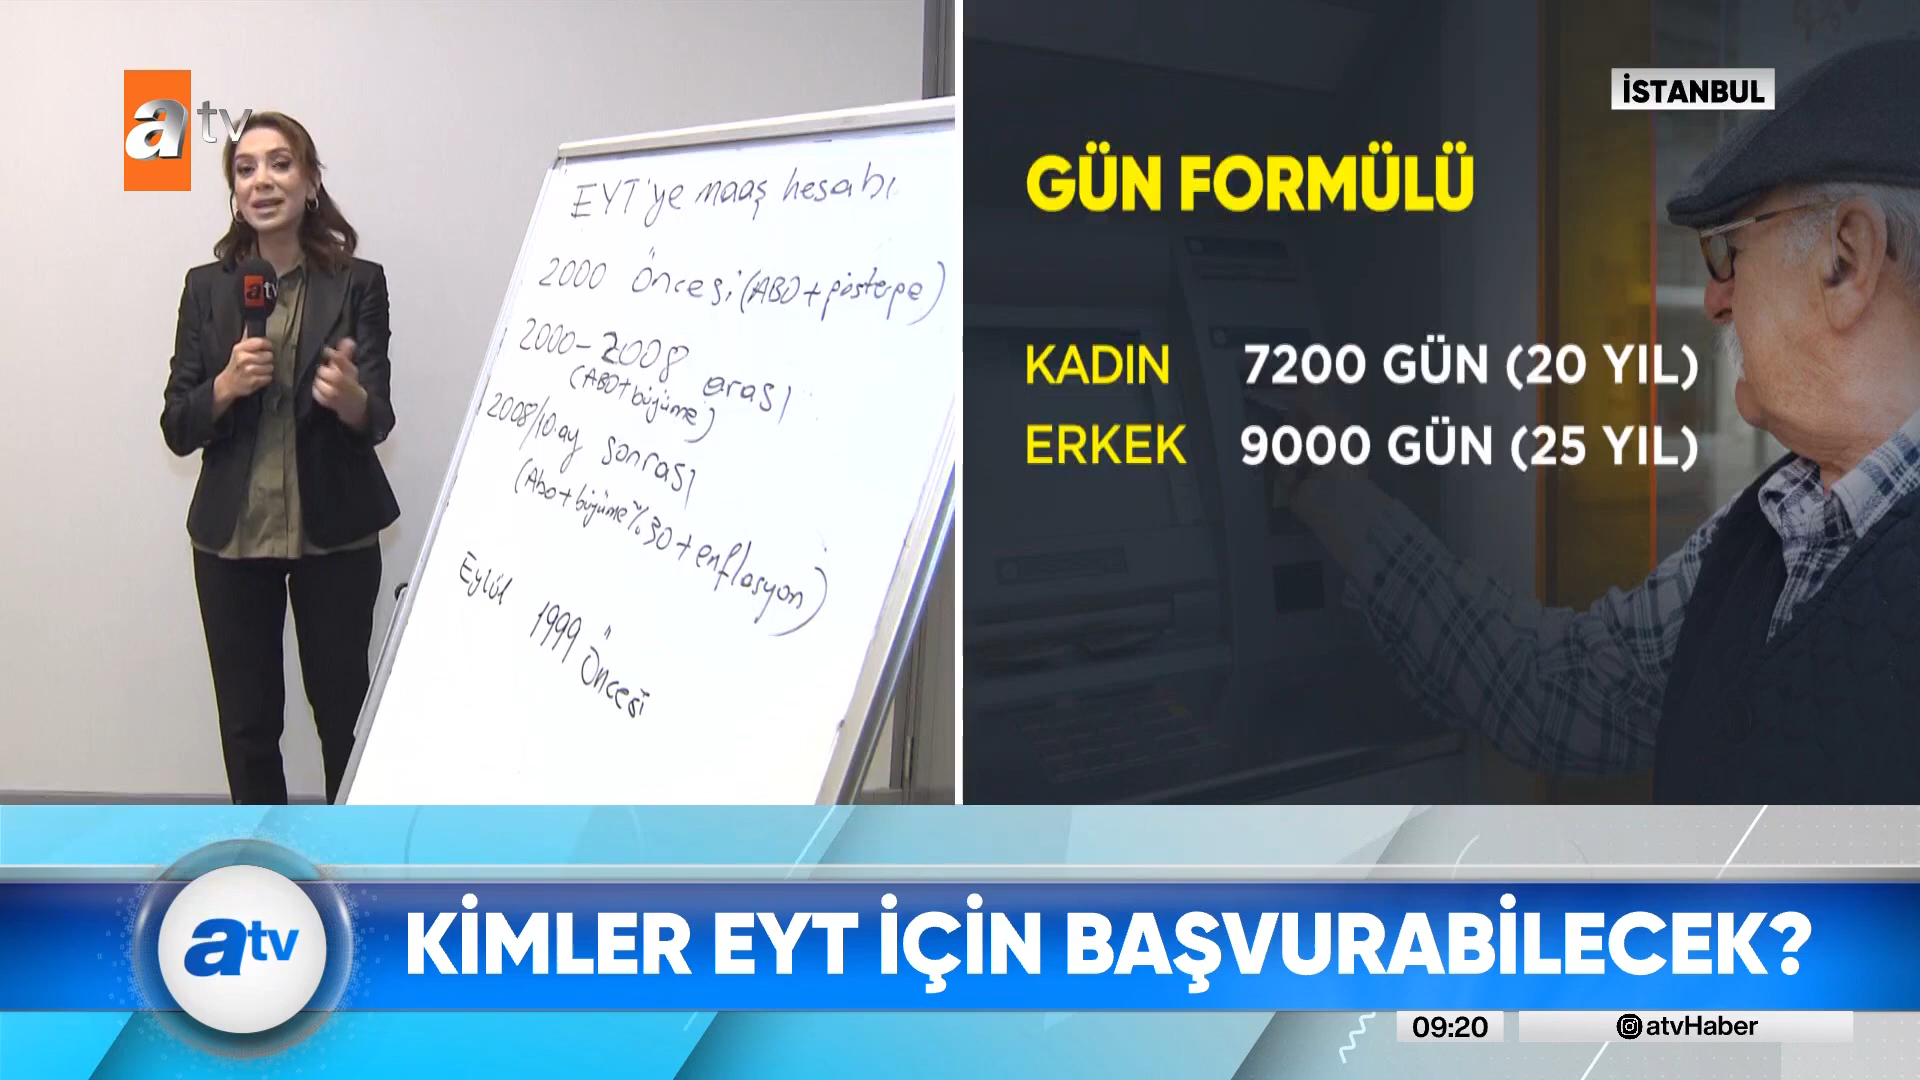 atv
atv
EYT'ye maaş hesabı
2000 öncesi (ABO+gösterge)
2000-2008 arası
(ABO+büyüme)
2008/10.ay sonrası
(Abo+büyüme %30+enflasyon)
Eylül 1999 öncesi
İSTANBUL
GÜN FORMÜLÜ
KADIN 7200 GÜN (20 YIL)
ERKEK 9000 GÜN (25 YIL)
atv
KİMLER EYT İÇİN BAŞVURABİLECEK?
09:20
atvHaber